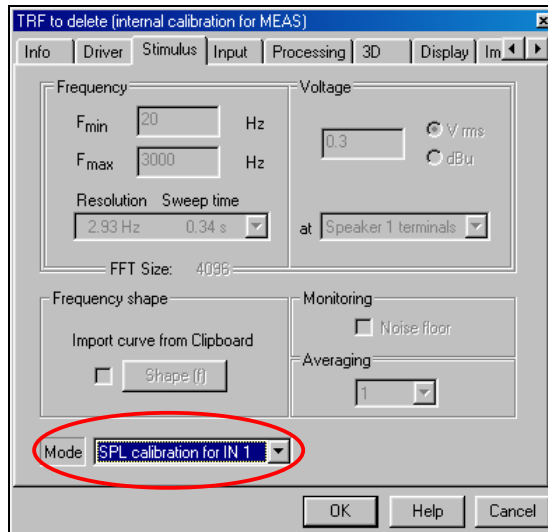 TRF to delete (internal calibration for MEAS)
Info Driver Stimulus Input Processing 3D Display Im
Frequency
Fmin 20 Hz
Fmax 3000 Hz
Resolution Sweep time
2.93 Hz 0.34 s
FFT Size: 4096
Voltage
0.3 V rms
dBu
at Speaker 1 terminals
Frequency shape
Import curve from Clipboard
Shape (f)
Monitoring
Noise floor
Averaging
1
Mode SPL calibration for IN 1
OK Help Cancel